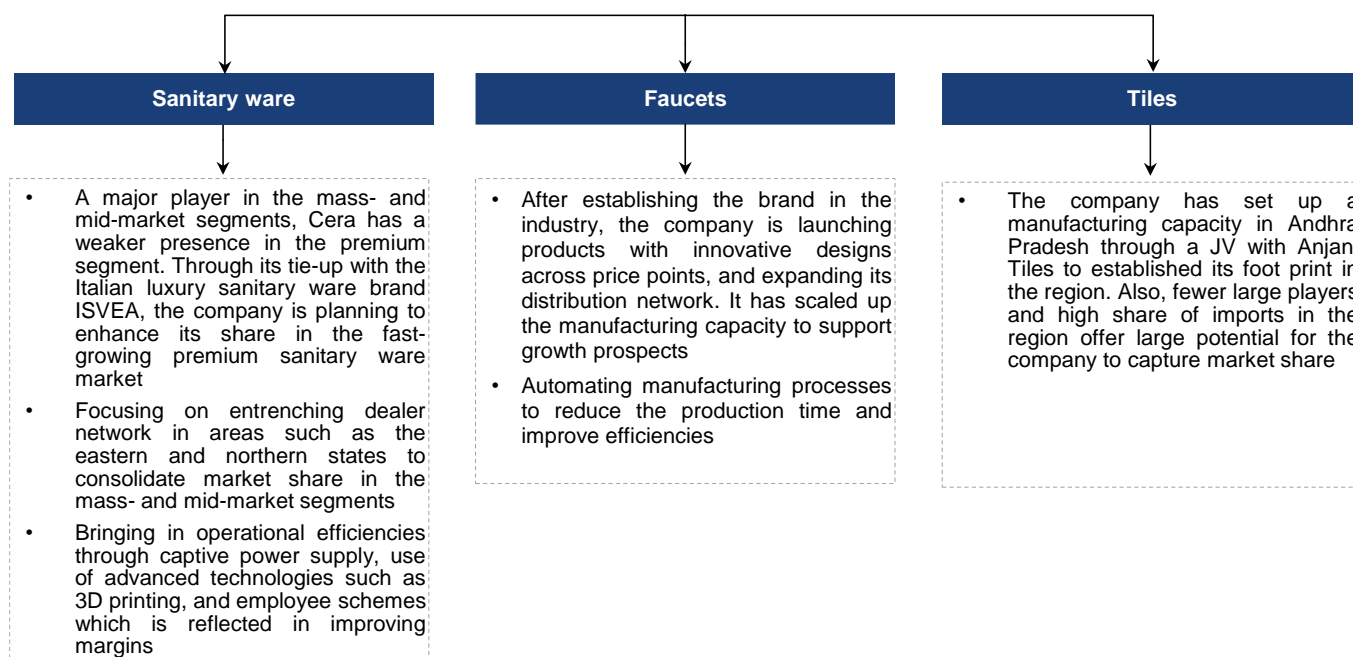 Sanitary ware
• A major player in the mass- and
mid-market segments, Cera has a
weaker presence in the premium
segment. Through its tie-up with the
Italian luxury sanitary ware brand
ISVEA, the company is planning to
enhance its share in the fast-
growing premium sanitary ware
market
• Focusing on entrenching dealer
network in areas such as the
eastern and northern states to
consolidate market share in the
mass- and mid-market segments
• Bringing in operational efficiencies
through captive power supply, use
of advanced technologies such as
3D printing, and employee schemes
which is reflected in improving
margins
Faucets
• After establishing the brand in the
industry, the company is launching
products with innovative designs
across price points, and expanding its
distribution network. It has scaled up
the manufacturing capacity to support
growth prospects
• Automating manufacturing processes
to reduce the production time and
improve efficiencies
Tiles
• The company has set up a
manufacturing capacity in Andhra
Pradesh through a JV with Anjani
Tiles to established its foot print in
the region. Also, fewer large players
and high share of imports in the
region offer large potential for the
company to capture market share